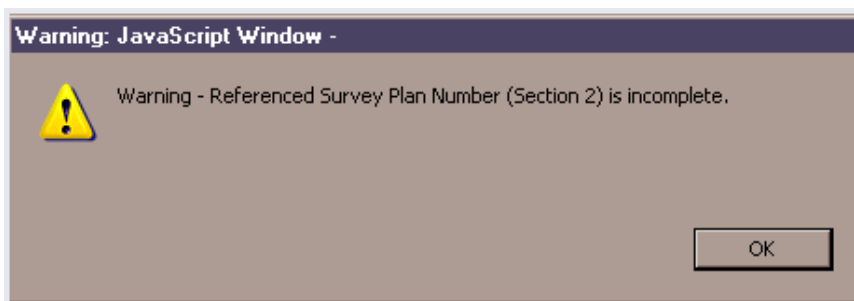 Warning: JavaScript Window -
Warning - Referenced Survey Plan Number (Section 2) is incomplete.
OK